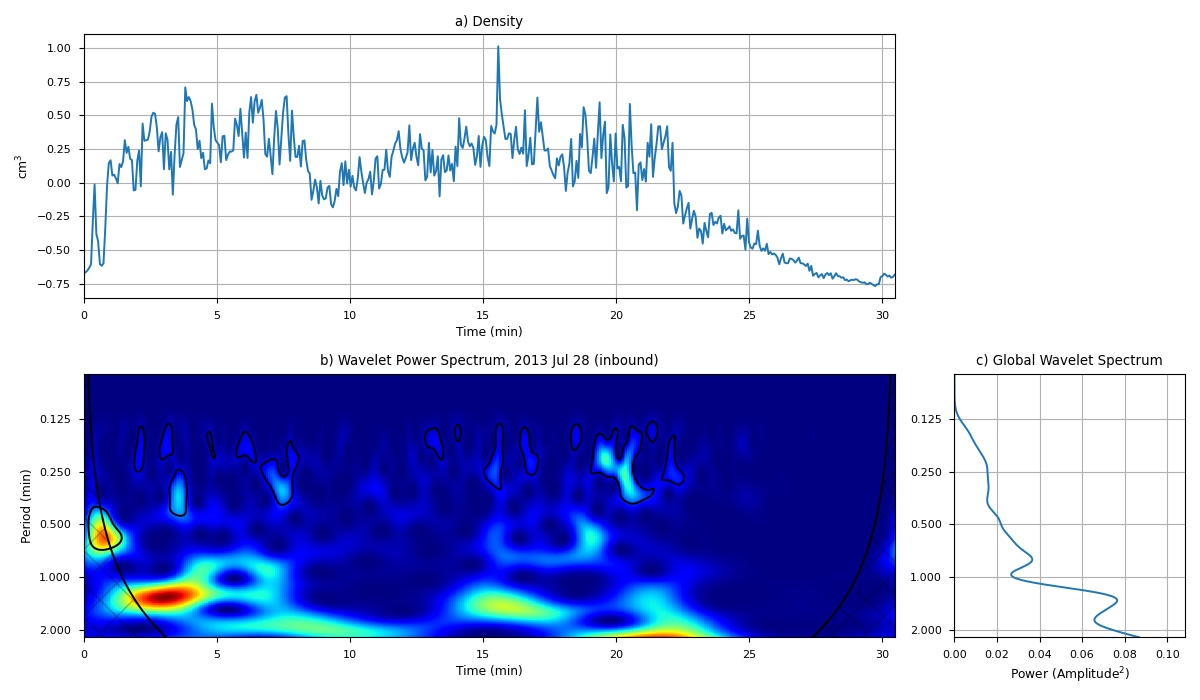 a) Density
cm³
1.00
0.75
0.50
0.25
0.00
−0.25
−0.50
−0.75
0 5 10 15 20 25 30
Time (min)
b) Wavelet Power Spectrum, 2013 Jul 28 (inbound)
Period (min)
0.125
0.250
0.500
1.000
2.000
0 5 10 15 20 25 30
Time (min)
c) Global Wavelet Spectrum
0.125
0.250
0.500
1.000
2.000
0.00 0.02 0.04 0.06 0.08 0.10
Power (Amplitude²)